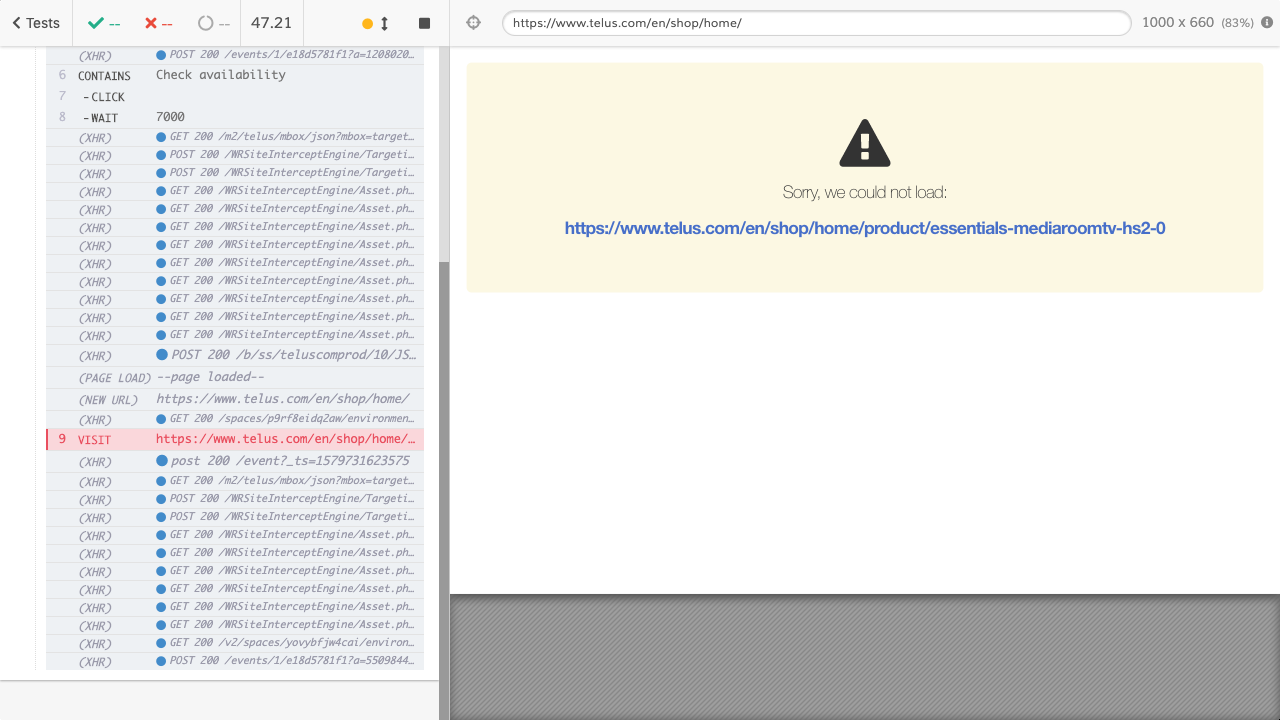 Tests
--
--
--
47.21
https://www.telus.com/en/shop/home/
1000 x 660 (83%)
(XHR) POST 200 /events/1/e18d5781f1?a=1208020...
6 CONTAINS Check availability
7 -CLICK
8 -WAIT 7000
(XHR) GET 200 /m2/telus/mbox/json?mbox=target...
(XHR) POST 200 /WRSiteInterceptEngine/Targeti...
(XHR) POST 200 /WRSiteInterceptEngine/Targeti...
(XHR) GET 200 /WRSiteInterceptEngine/Asset.ph...
(XHR) GET 200 /WRSiteInterceptEngine/Asset.ph...
(XHR) GET 200 /WRSiteInterceptEngine/Asset.ph...
(XHR) GET 200 /WRSiteInterceptEngine/Asset.ph...
(XHR) GET 200 /WRSiteInterceptEngine/Asset.ph...
(XHR) GET 200 /WRSiteInterceptEngine/Asset.ph...
(XHR) GET 200 /WRSiteInterceptEngine/Asset.ph...
(XHR) GET 200 /WRSiteInterceptEngine/Asset.ph...
(XHR) GET 200 /WRSiteInterceptEngine/Asset.ph...
(XHR) POST 200 /b/ss/teluscomprod/10/JS...
(PAGE LOAD) --page loaded--
(NEW URL) https://www.telus.com/en/shop/home/
(XHR) GET 200 /spaces/p9rf8eidq2aw/environmen...
9 VISIT https://www.telus.com/en/shop/home/...
(XHR) post 200 /event?_ts=1579731623575
(XHR) GET 200 /m2/telus/mbox/json?mbox=target...
(XHR) POST 200 /WRSiteInterceptEngine/Targeti...
(XHR) POST 200 /WRSiteInterceptEngine/Targeti...
(XHR) GET 200 /WRSiteInterceptEngine/Asset.ph...
(XHR) GET 200 /WRSiteInterceptEngine/Asset.ph...
(XHR) GET 200 /WRSiteInterceptEngine/Asset.ph...
(XHR) GET 200 /WRSiteInterceptEngine/Asset.ph...
(XHR) GET 200 /WRSiteInterceptEngine/Asset.ph...
(XHR) GET 200 /WRSiteInterceptEngine/Asset.ph...
(XHR) GET 200 /v2/spaces/yovybfjw4cai/environ...
(XHR) POST 200 /events/1/e18d5781f1?a=5509844...
Sorry, we could not load:
https://www.telus.com/en/shop/home/product/essentials-mediaroomtv-hs2-0